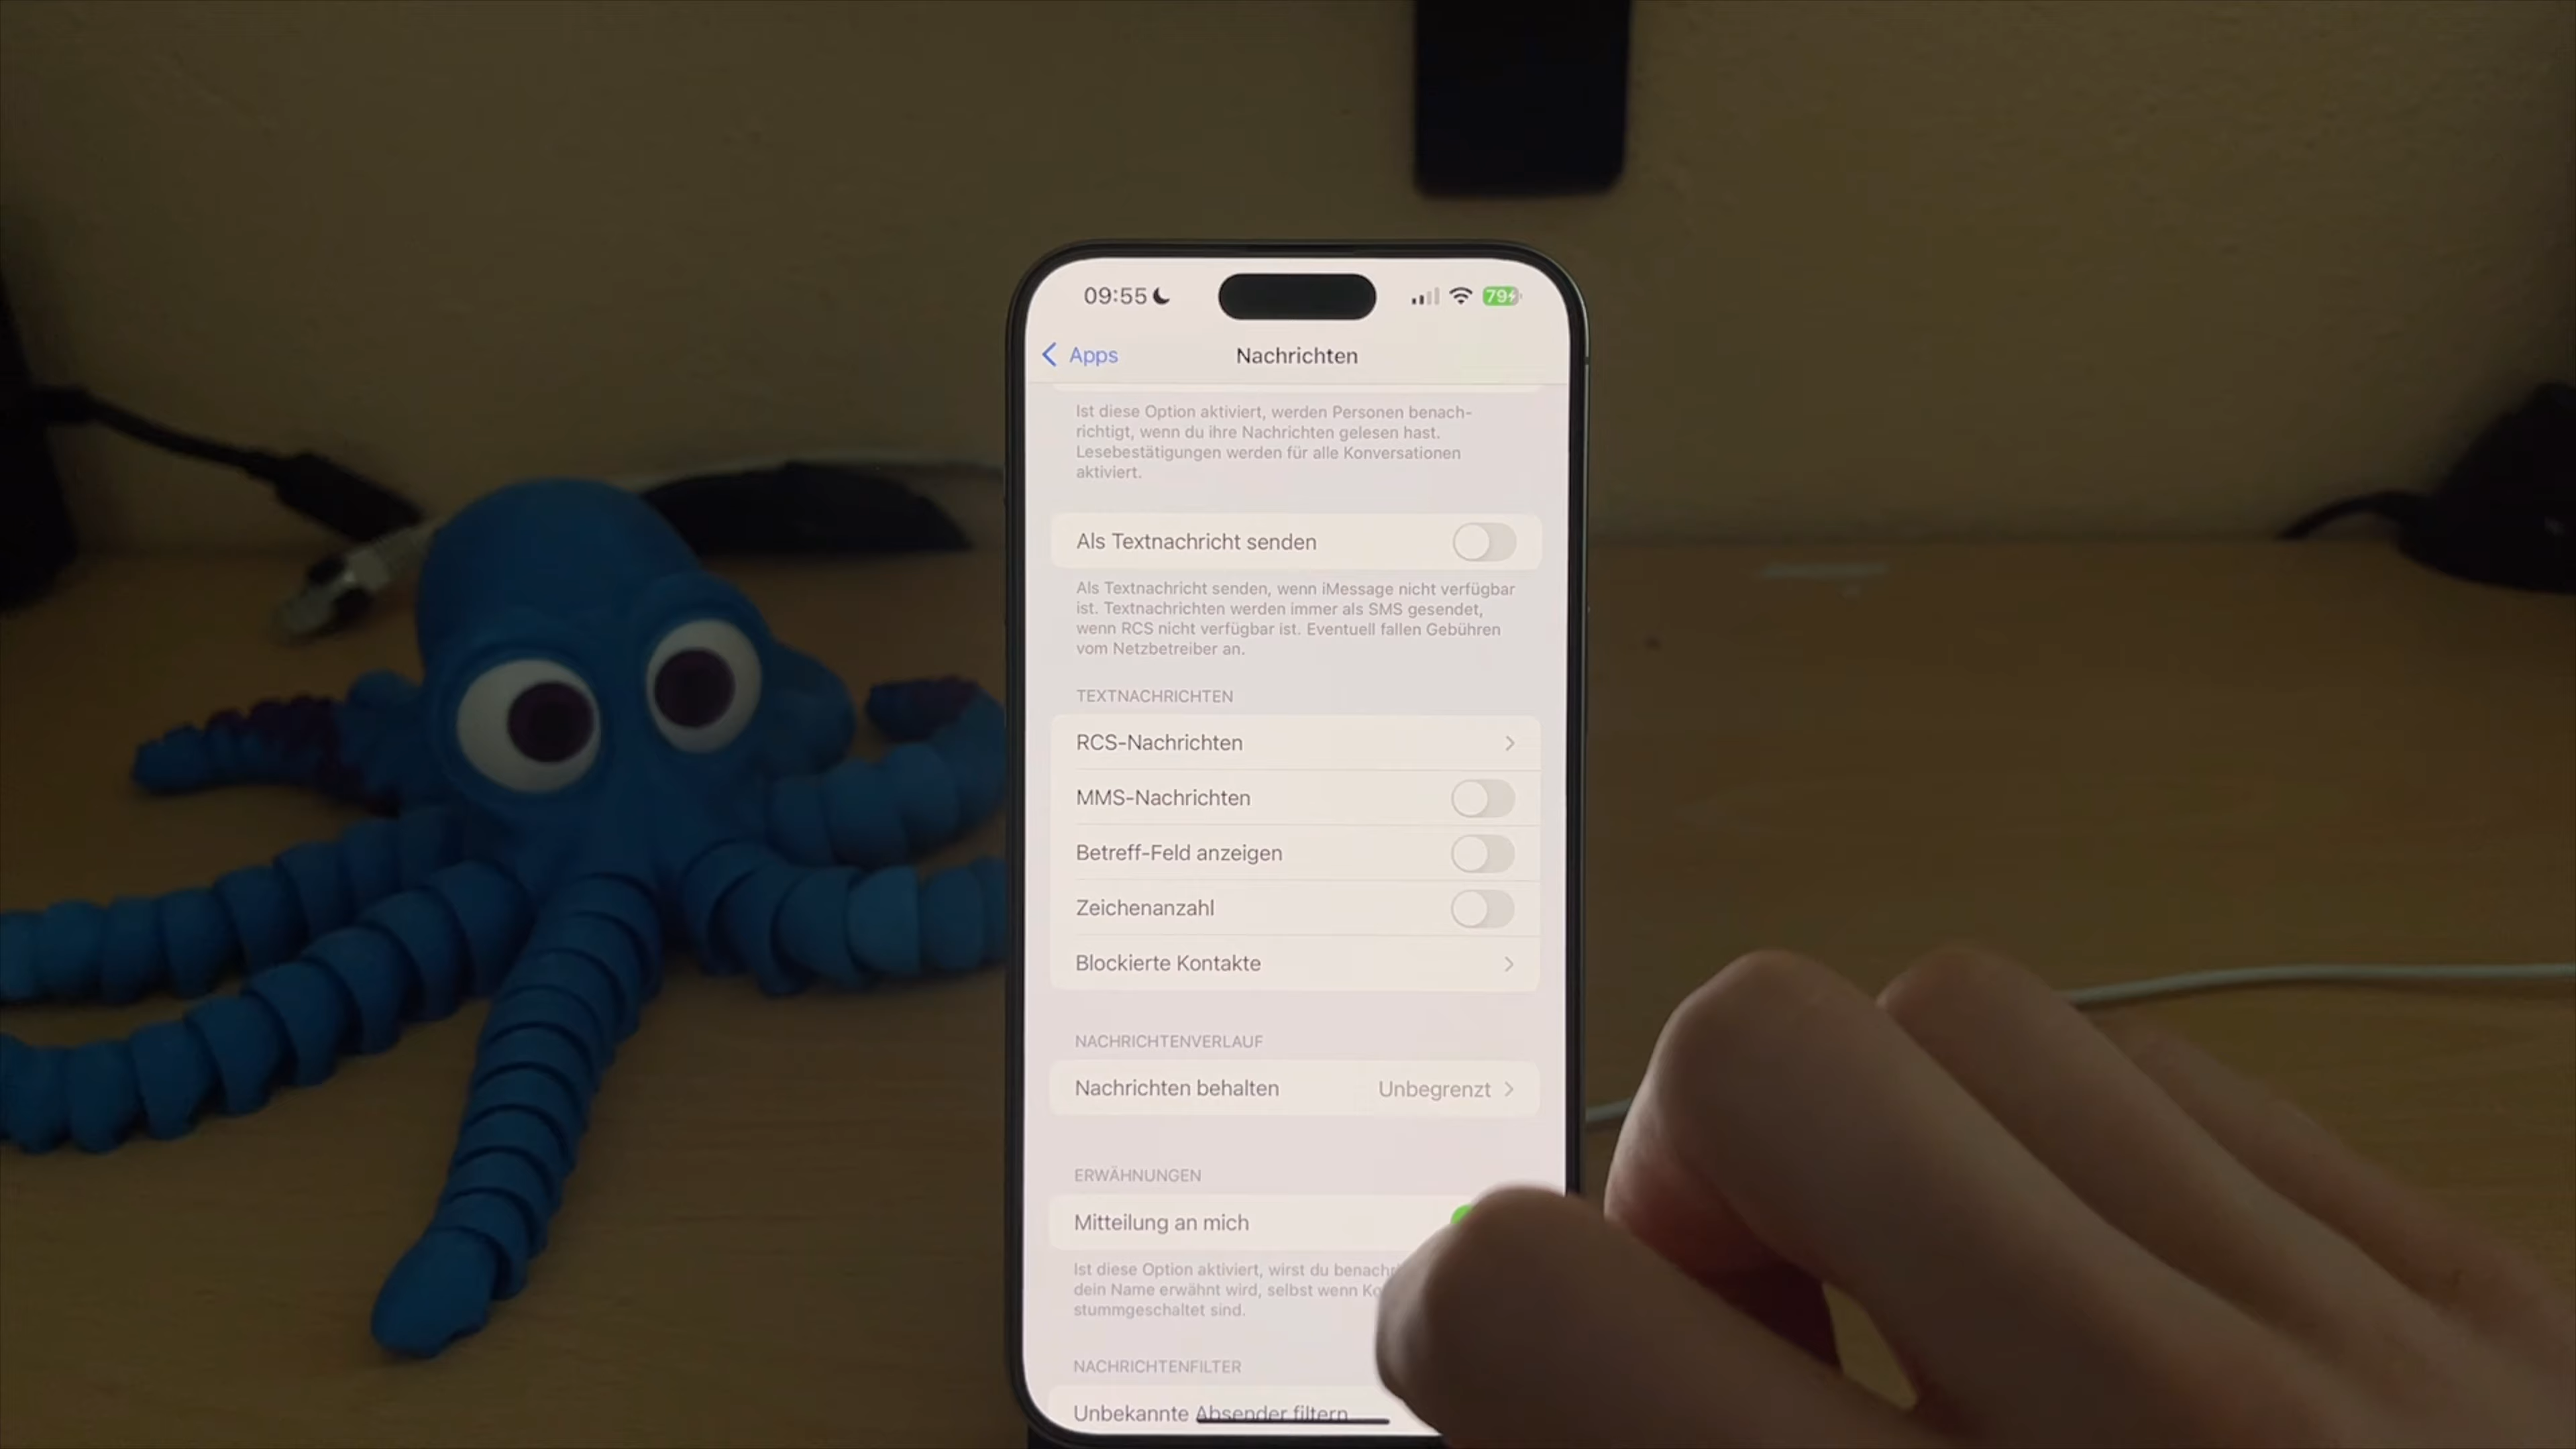 09:55
79
Apps
Nachrichten
Ist diese Option aktiviert, werden Personen benach-
richtigt, wenn du ihre Nachrichten gelesen hast.
Lesebestätigungen werden für alle Konversationen
aktiviert.
Als Textnachricht senden
Als Textnachricht senden, wenn iMessage nicht verfügbar
ist. Textnachrichten werden immer als SMS gesendet,
wenn RCS nicht verfügbar ist. Eventuell fallen Gebühren
vom Netzbetreiber an.
TEXTNACHRICHTEN
RCS-Nachrichten
MMS-Nachrichten
Betreff-Feld anzeigen
Zeichenanzahl
Blockierte Kontakte
NACHRICHTENVERLAUF
Nachrichten behalten Unbegrenzt
ERWÄHNUNGEN
Mitteilung an mich
Ist diese Option aktiviert, wirst du
dein Name erwähnt wird, selbst wenn
stummgeschaltet sind.
NACHRICHTENFILTER
Unbekannte Absender filtern